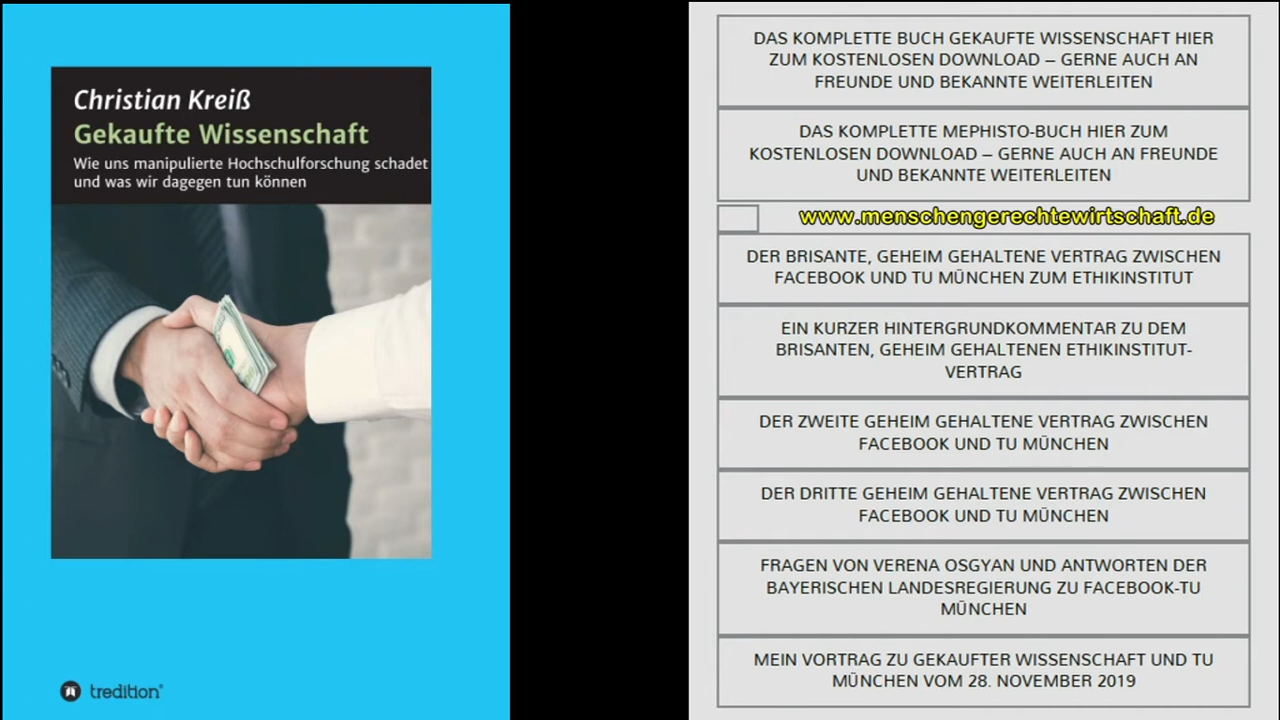 Christian Kreiß
Gekaufte Wissenschaft
Wie uns manipulierte Hochschulforschung schadet
und was wir dagegen tun können
tredition®
DAS KOMPLETTE BUCH GEKAUFTE WISSENSCHAFT HIER
ZUM KOSTENLOSEN DOWNLOAD – GERNE AUCH AN
FREUNDE UND BEKANNTE WEITERLEITEN
DAS KOMPLETTE MEPHISTO-BUCH HIER ZUM
KOSTENLOSEN DOWNLOAD – GERNE AUCH AN FREUNDE
UND BEKANNTE WEITERLEITEN
www.menschengerechtewirtschaft.de
DER BRISANTE, GEHEIM GEHALTENE VERTRAG ZWISCHEN
FACEBOOK UND TU MÜNCHEN ZUM ETHIKINSTITUT
EIN KURZER HINTERGRUNDKOMMENTAR ZU DEM
BRISANTEN, GEHEIM GEHALTENEN ETHIKINSTITUT-
VERTRAG
DER ZWEITE GEHEIM GEHALTENE VERTRAG ZWISCHEN
FACEBOOK UND TU MÜNCHEN
DER DRITTE GEHEIM GEHALTENE VERTRAG ZWISCHEN
FACEBOOK UND TU MÜNCHEN
FRAGEN VON VERENA OSGYAN UND ANTWORTEN DER
BAYERISCHEN LANDESREGIERUNG ZU FACEBOOK-TU
MÜNCHEN
MEIN VORTRAG ZU GEKAUFTER WISSENSCHAFT UND TU
MÜNCHEN VOM 28. NOVEMBER 2019